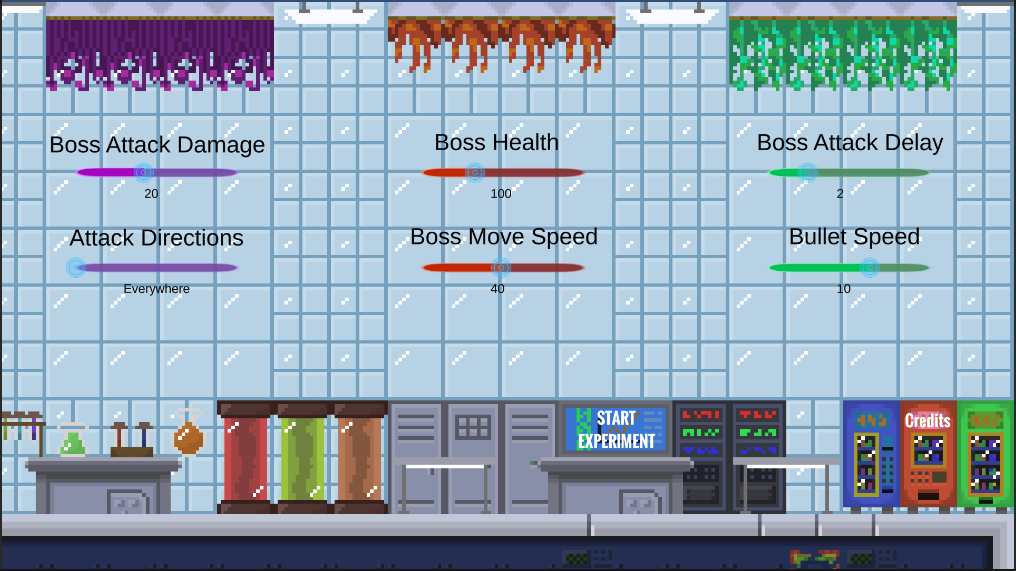 Boss Attack Damage
20
Boss Health
100
Boss Attack Delay
2
Attack Directions
Everywhere
Boss Move Speed
40
Bullet Speed
10
START
EXPERIMENT
Credits